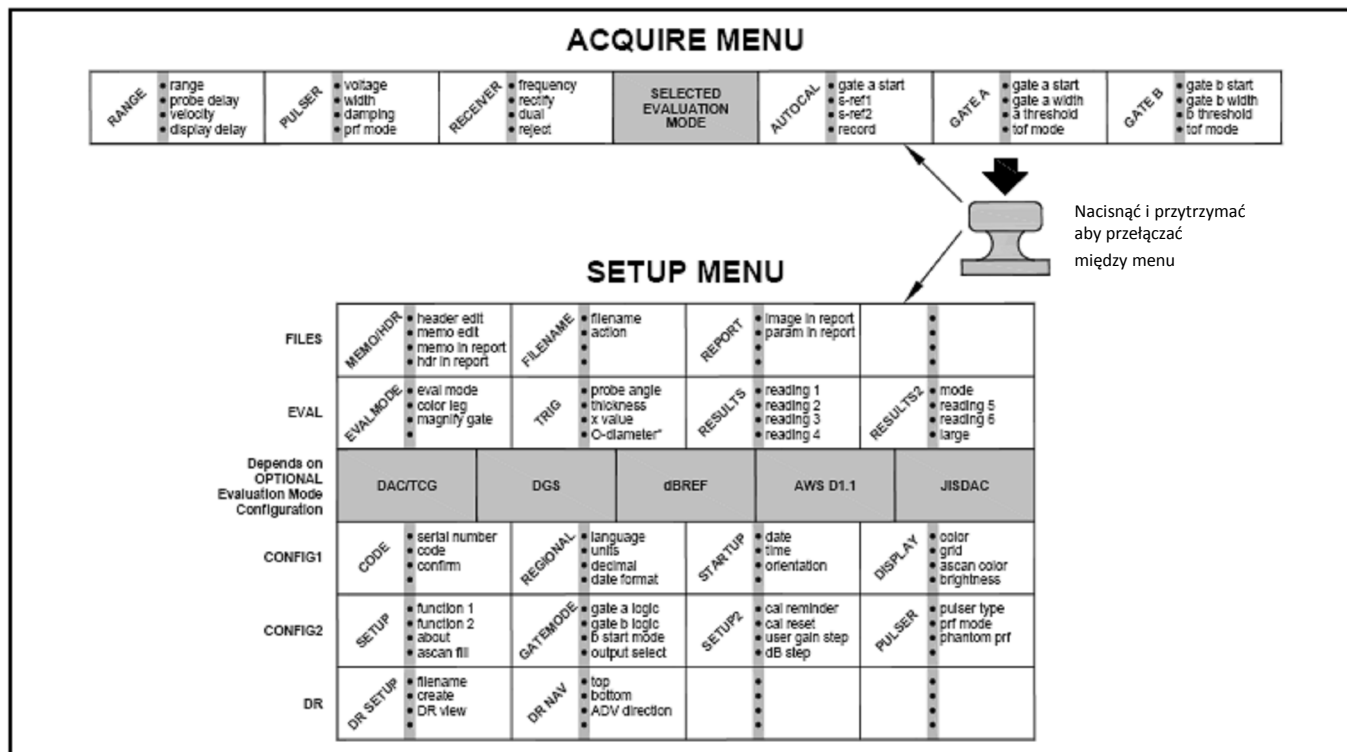 ACQUIRE MENU
RANGE
range
probe delay
velocity
display delay
PULSER
voltage
width
damping
prf mode
RECEIVER
frequency
rectify
dual
reject
SELECTED
EVALUATION
MODE
AUTOCAL
gate a start
s-ref1
s-ref2
record
GATE A
gate a start
gate a width
a threshold
tof mode
GATE B
gate b start
gate b width
b threshold
tof mode
Nacisnąć i przytrzymać
aby przełączać
między menu
SETUP MENU
FILES
MEMO/HDR
header edit
memo edit
memo in report
hdr in report
FILENAME
filename
action
REPORT
image in report
param in report
EVAL
EVALMODE
eval mode
color leg
magnify gate
TRIG
probe angle
thickness
x value
O-diameter*
RESULTS
reading 1
reading 2
reading 3
reading 4
RESULTS2
mode
reading 5
reading 6
large
Depends on
OPTIONAL
Evaluation Mode
Configuration
DAC/TCG
DGS
dBREF
AWS D1.1
JISDAC
CONFIG1
CODE
serial number
code
confirm
REGIONAL
language
units
decimal
date format
STARTUP
date
time
orientation
DISPLAY
color
grid
ascan color
brightness
CONFIG2
SETUP
function 1
function 2
about
ascan fill
GATEMODE
gate a logic
gate b logic
b start mode
output select
SETUP2
cal reminder
cal reset
user gain step
dB step
PULSER
pulser type
prf mode
phantom prf
DR
DR SETUP
filename
create
DR view
DR NAV
top
bottom
ADV direction